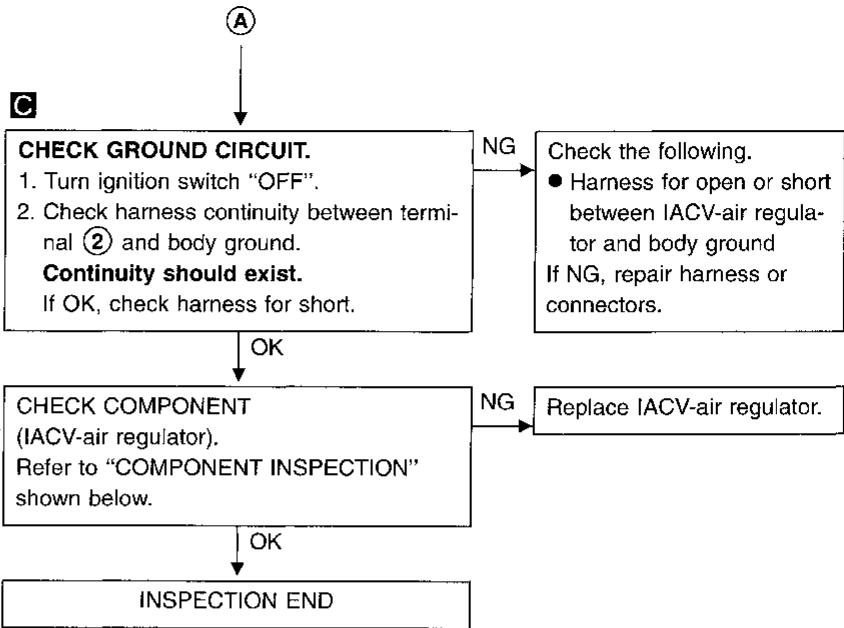 A
C
CHECK GROUND CIRCUIT.
1. Turn ignition switch “OFF”.
2. Check harness continuity between termi-
nal ② and body ground.
Continuity should exist.
If OK, check harness for short.
NG
Check the following.
● Harness for open or short
between IACV-air regula-
tor and body ground
If NG, repair harness or
connectors.
OK
CHECK COMPONENT
(IACV-air regulator).
Refer to “COMPONENT INSPECTION”
shown below.
NG
Replace IACV-air regulator.
OK
INSPECTION END